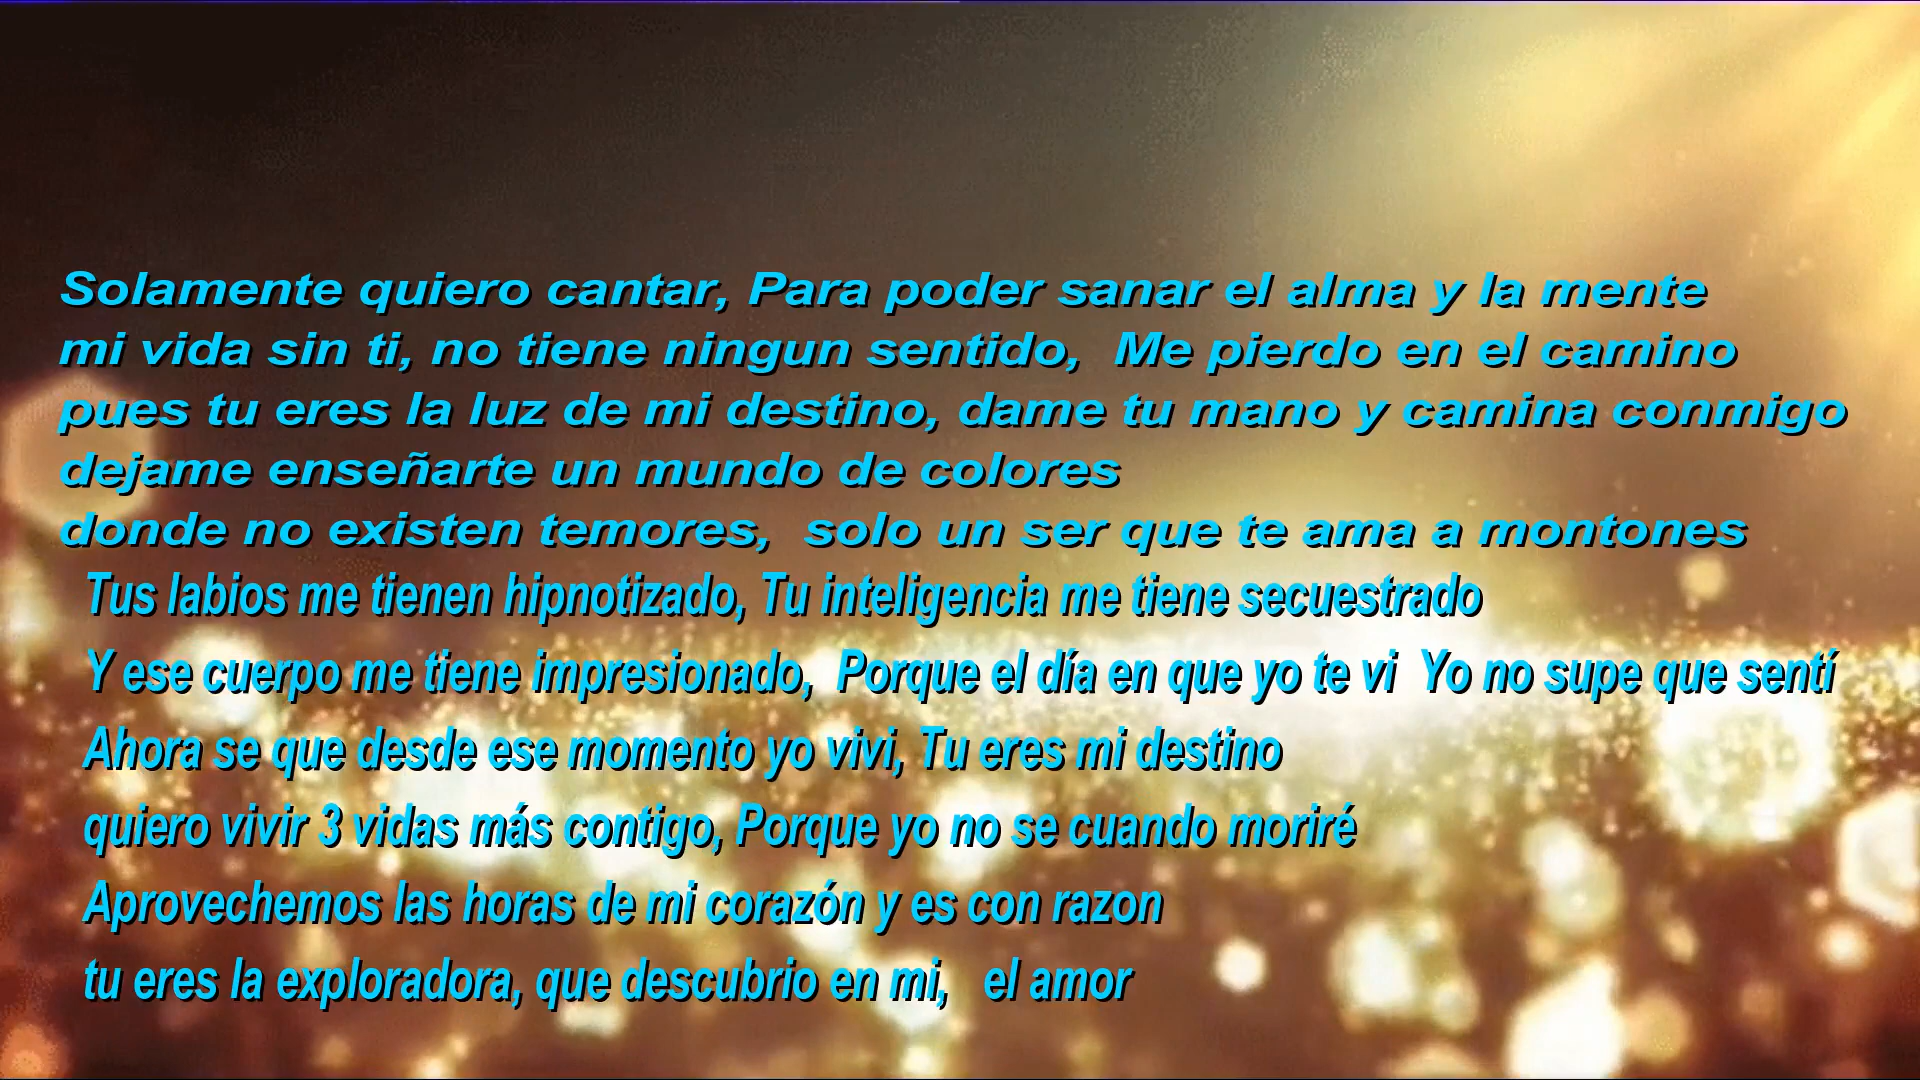 Solamente quiero cantar, Para poder sanar el alma y la mente
mi vida sin ti, no tiene ningun sentido,  Me pierdo en el camino
pues tu eres la luz de mi destino, dame tu mano y camina conmigo
dejame enseñarte un mundo de colores
donde no existen temores,  solo un ser que te ama a montones
Tus labios me tienen hipnotizado, Tu inteligencia me tiene secuestrado
Y ese cuerpo me tiene impresionado,  Porque el día en que yo te vi  Yo no supe que sentí
Ahora se que desde ese momento yo vivi, Tu eres mi destino
quiero vivir 3 vidas más contigo, Porque yo no se cuando moriré
Aprovechemos las horas de mi corazón y es con razon
tu eres la exploradora, que descubrio en mi,   el amor